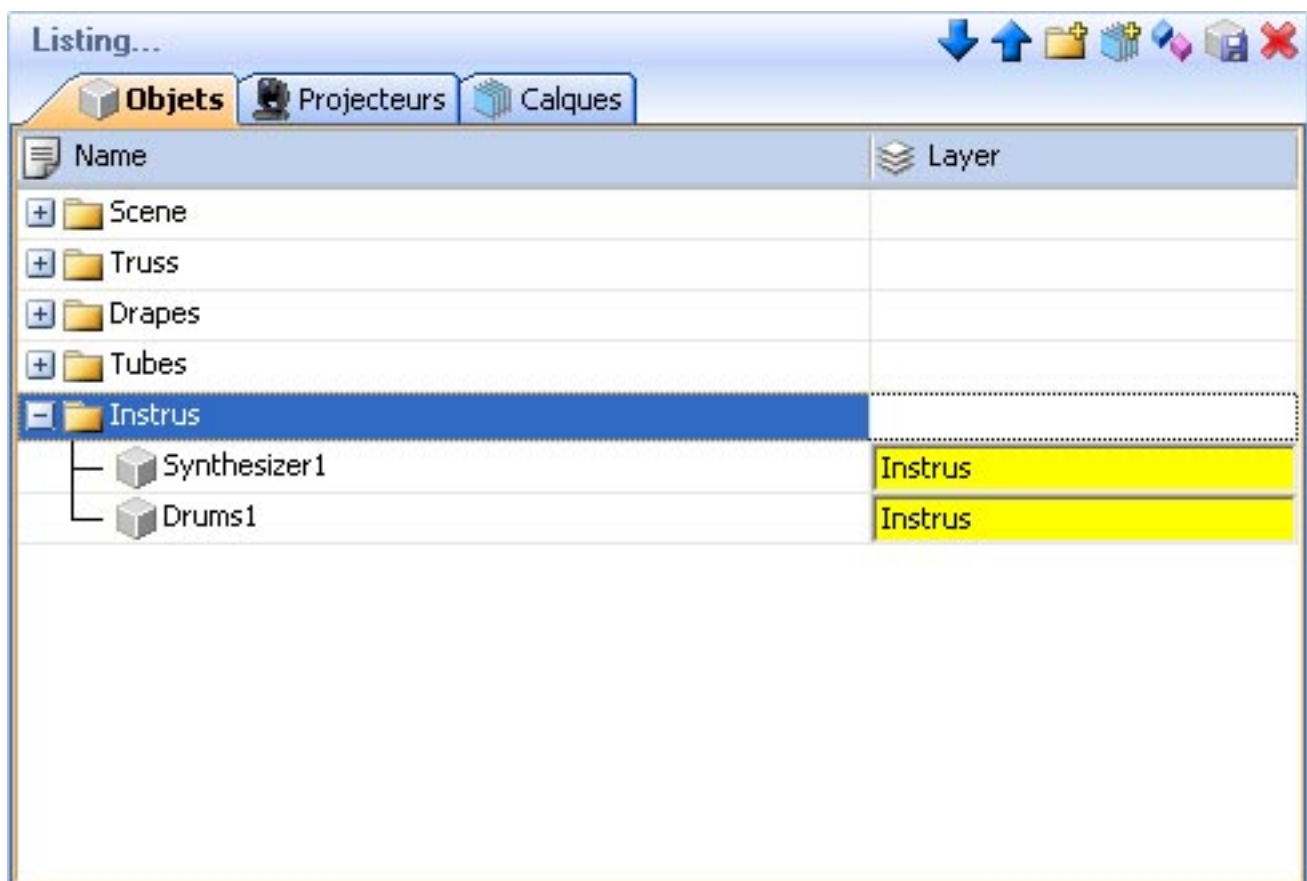 Listing...
Objets Projecteurs Calques
Name Layer
Scene
Truss
Drapes
Tubes
Instrus
Synthesizer1 Instrus
Drums1 Instrus